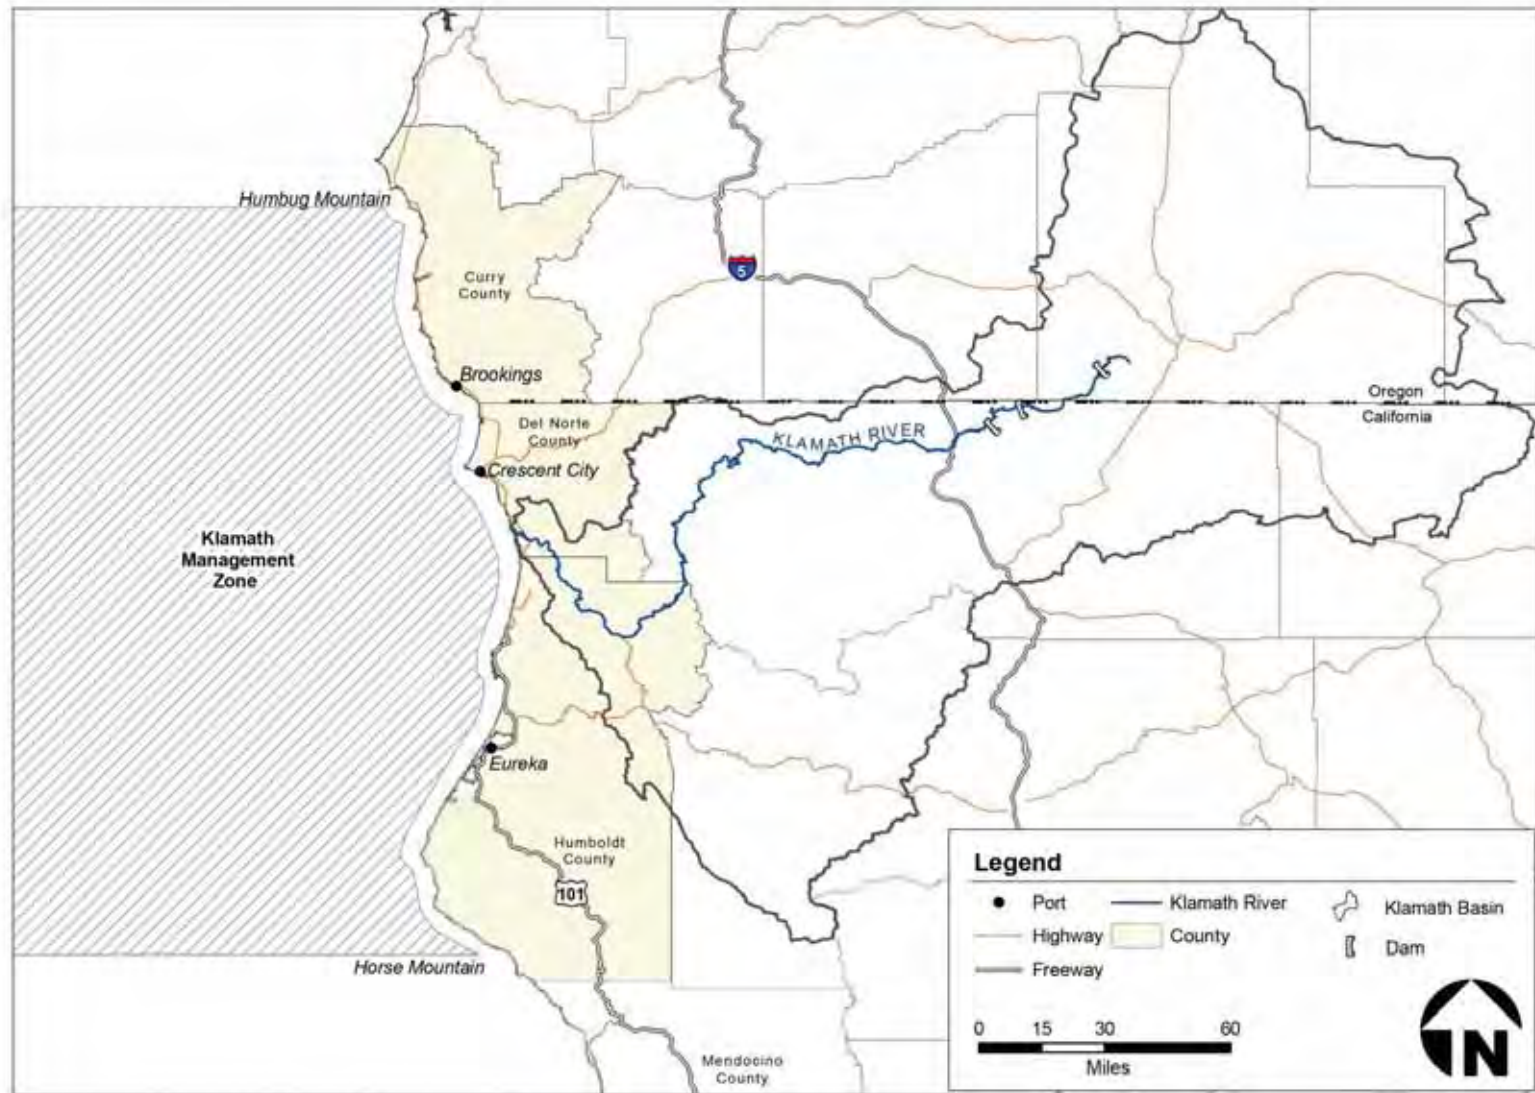 Humbug Mountain
Curry
County
5
Brookings
Oregon
California
Del Norte
County
KLAMATH RIVER
Crescent City
Klamath
Management
Zone
Eureka
Humboldt
County
101
Horse Mountain
Mendocino
County
Legend
Port
Klamath River
Klamath Basin
Highway
County
Dam
Freeway
0 15 30 60
Miles
N